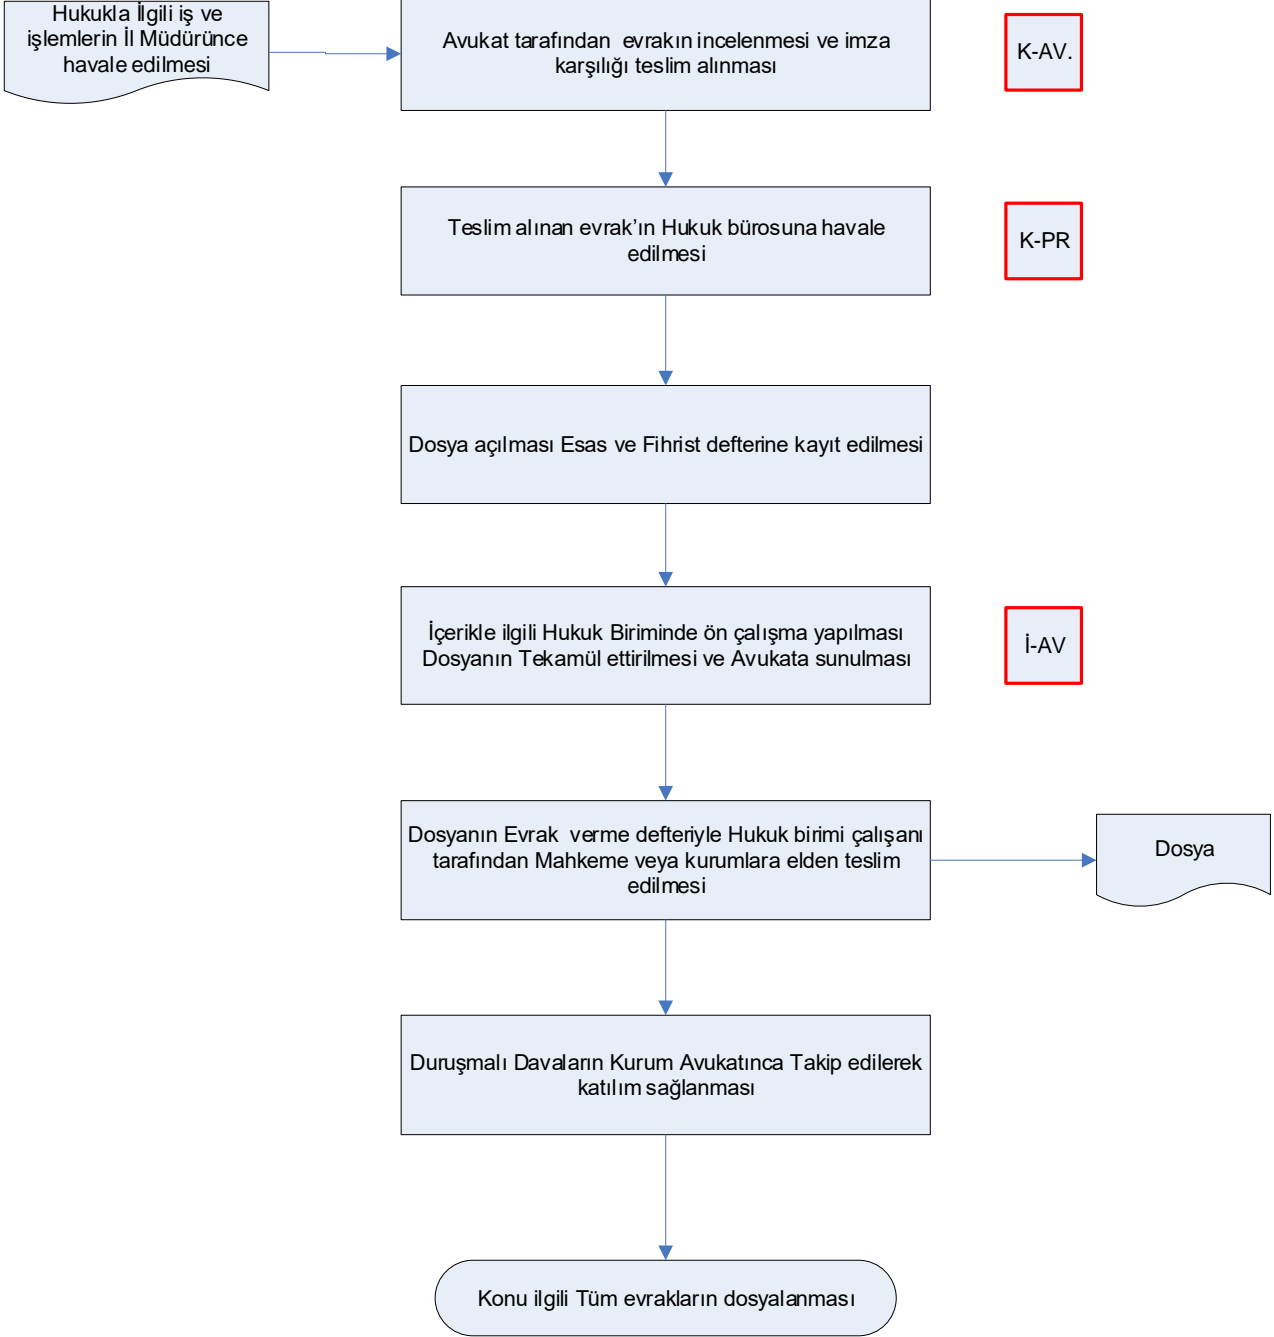 Hukukla İlgili iş ve
işlemlerin İl Müdürünce
havale edilmesi
Avukat tarafından evrakın incelenmesi ve imza
karşılığı teslim alınması
K-AV.
Teslim alınan evrak’ın Hukuk bürosuna havale
edilmesi
K-PR
Dosya açılması Esas ve Fihrist defterine kayıt edilmesi
İçerikle ilgili Hukuk Biriminde ön çalışma yapılması
Dosyanın Tekamül ettirilmesi ve Avukata sunulması
İ-AV
Dosyanın Evrak verme defteriyle Hukuk birimi çalışanı
tarafından Mahkeme veya kurumlara elden teslim
edilmesi
Dosya
Duruşmalı Davaların Kurum Avukatınca Takip edilerek
katılım sağlanması
Konu ilgili Tüm evrakların dosyalanması